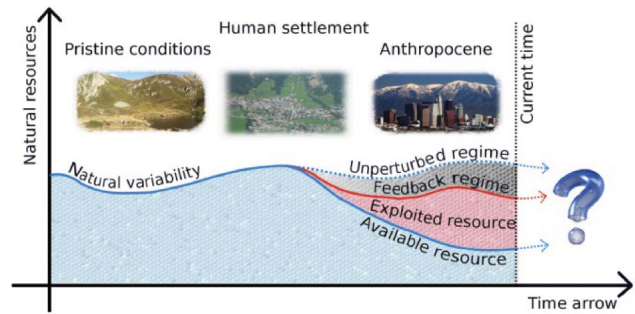 Human settlement
Pristine conditions
Anthropocene
Natural resources
Current time
Natural variability
Unperturbed regime
Feedback regime
Exploited resource
Available resource
?
Time arrow